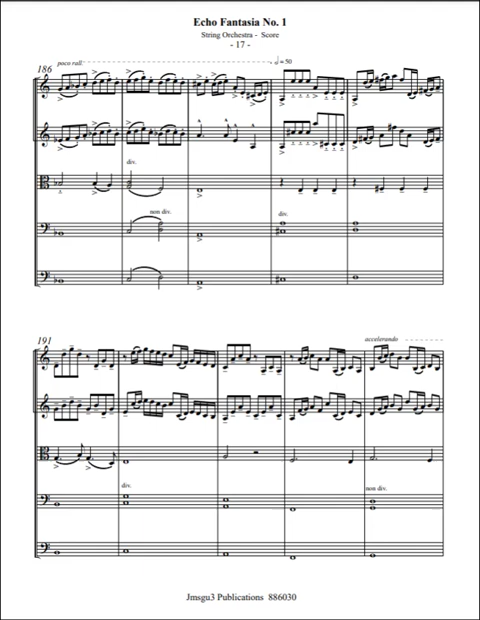 Echo Fantasia No. 1
String Orchestra - Score
- 17 -
186
poco rall.
=50
div.
non div.
div.
191
accelerando
div.
non div.
Jmsgu3 Publications 886030